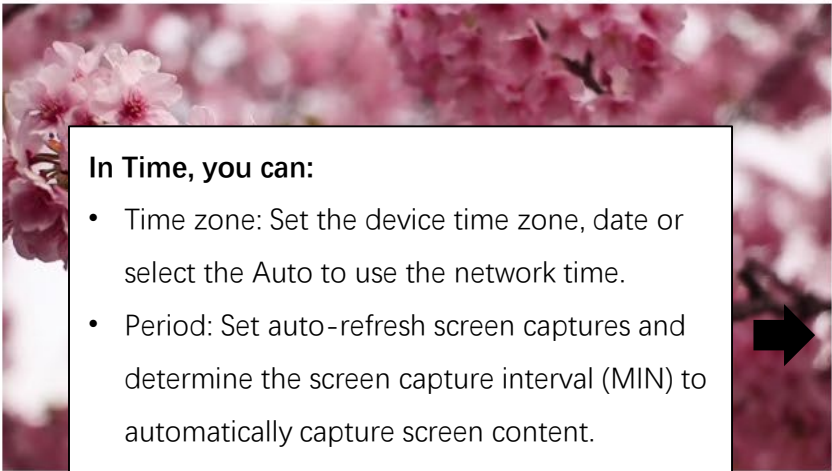 In Time, you can:
• Time zone: Set the device time zone, date or
select the Auto to use the network time.
• Period: Set auto-refresh screen captures and
determine the screen capture interval (MIN) to
automatically capture screen content.